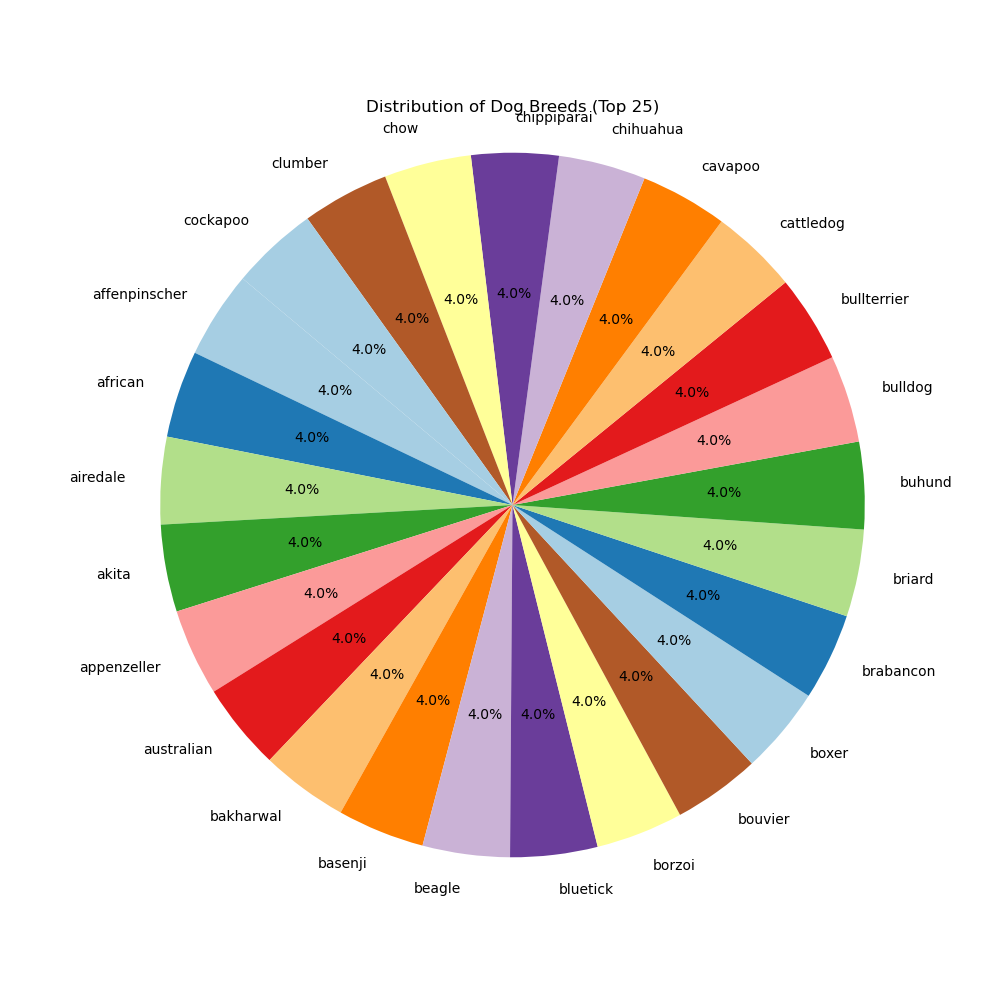 Distribution of Dog Breeds (Top 25)
affenpinscher
4.0%
african
4.0%
airedale
4.0%
akita
4.0%
appenzeller
4.0%
australian
4.0%
bakharwal
4.0%
basenji
4.0%
beagle
4.0%
bluetick
4.0%
borzoi
4.0%
bouvier
4.0%
boxer
4.0%
brabancon
4.0%
briard
4.0%
buhund
4.0%
bulldog
4.0%
bullterrier
4.0%
cattledog
4.0%
cavapoo
4.0%
chihuahua
4.0%
chippiparai
4.0%
chow
4.0%
clumber
4.0%
cockapoo
4.0%